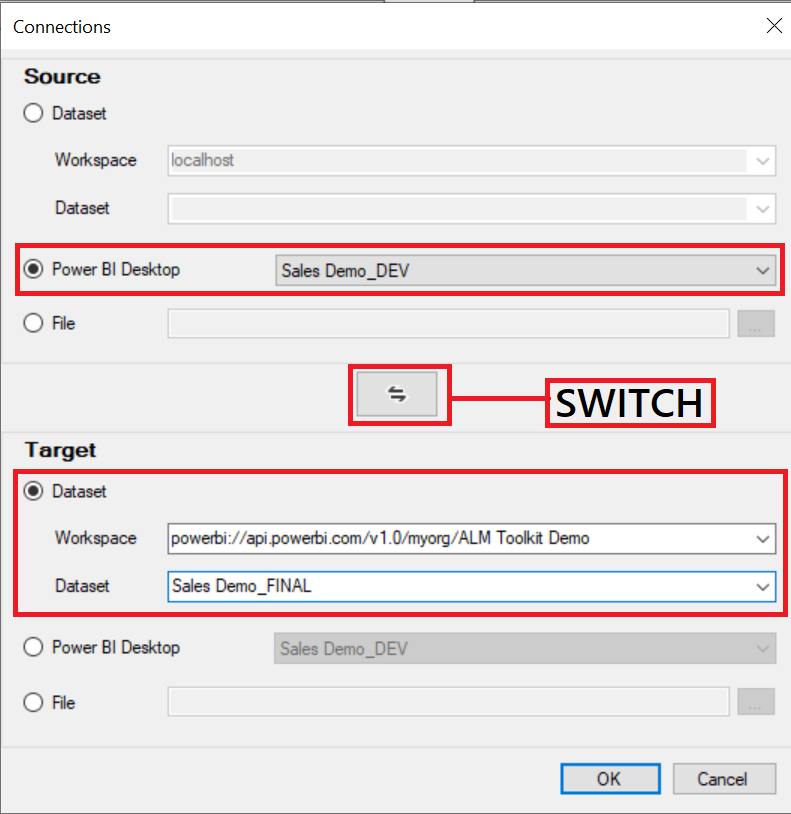 Connections
Source
Dataset
Workspace localhost
Dataset
Power BI Desktop Sales Demo_DEV
File ...
SWITCH
Target
Dataset
Workspace powerbi://api.powerbi.com/v1.0/myorg/ALM Toolkit Demo
Dataset Sales Demo_FINAL
Power BI Desktop Sales Demo_DEV
File ...
OK Cancel